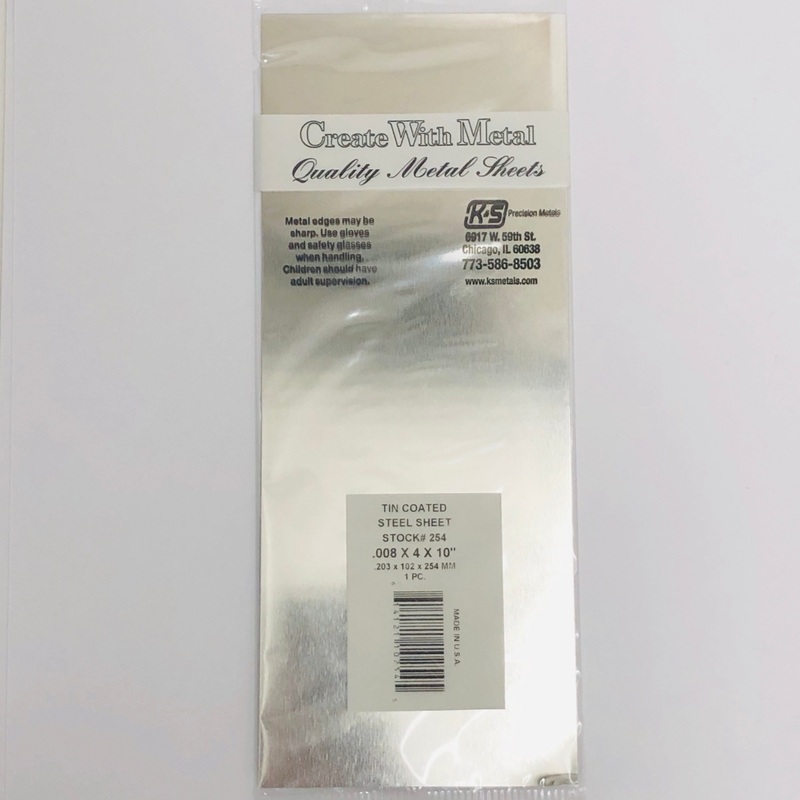 Create With Metal
Quality Metal Sheets
Metal edges may be
sharp. Use gloves
and safety glasses
when handling.
Children should have
adult supervision.
K&S Precision Metals
6917 W. 59th St.
Chicago, IL 60638
773-586-8503
www.ksmetals.com
TIN COATED
STEEL SHEET
STOCK# 254
.008 X 4 X 10"
.203 x 102 x 254 MM
1 PC.
MADE IN U.S.A.